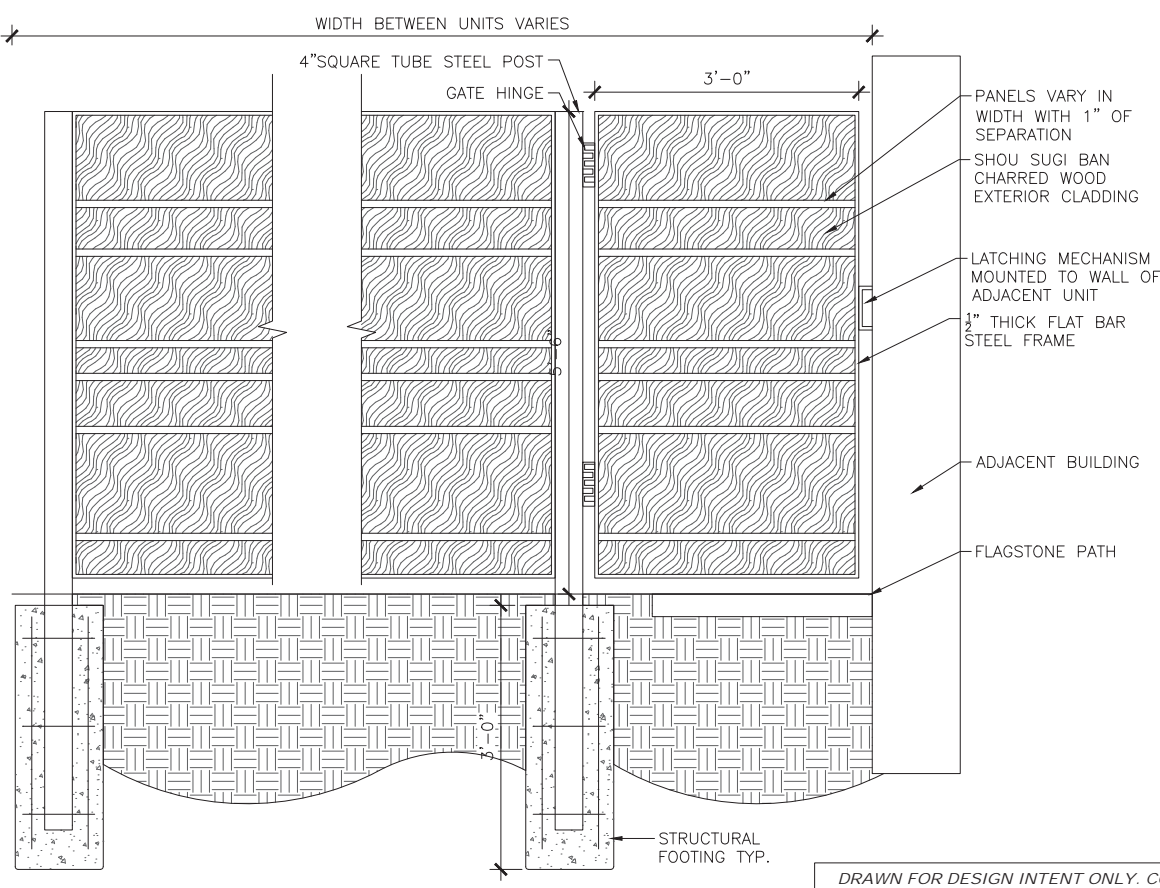 WIDTH BETWEEN UNITS VARIES
4"SQUARE TUBE STEEL POST
GATE HINGE
3'-0"
PANELS VARY IN
WIDTH WITH 1" OF
SEPARATION
SHOU SUGI BAN
CHARRED WOOD
EXTERIOR CLADDING
LATCHING MECHANISM
MOUNTED TO WALL OF
ADJACENT UNIT
½" THICK FLAT BAR
STEEL FRAME
5'-6"
ADJACENT BUILDING
FLAGSTONE PATH
3'-0"
STRUCTURAL
FOOTING TYP.
DRAWN FOR DESIGN INTENT ONLY.